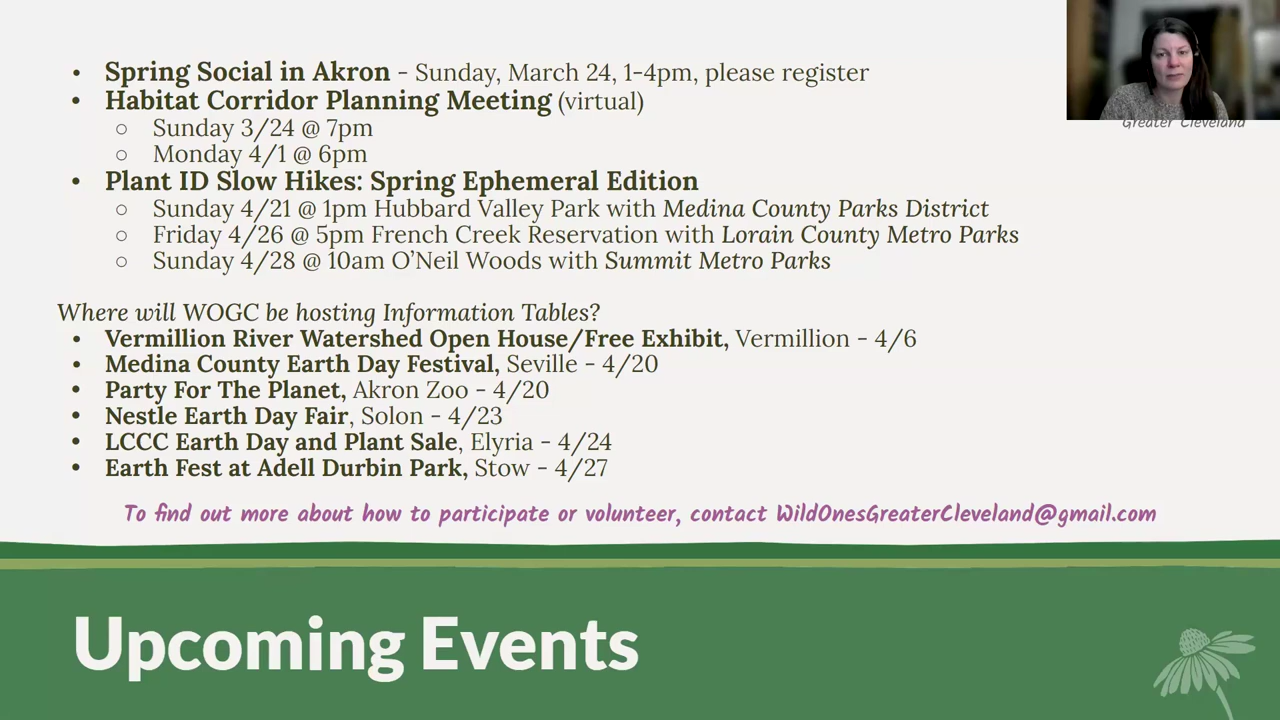 • Spring Social in Akron - Sunday, March 24, 1-4pm, please register
• Habitat Corridor Planning Meeting (virtual)
○ Sunday 3/24 @ 7pm
○ Monday 4/1 @ 6pm
• Plant ID Slow Hikes: Spring Ephemeral Edition
○ Sunday 4/21 @ 1pm Hubbard Valley Park with Medina County Parks District
○ Friday 4/26 @ 5pm French Creek Reservation with Lorain County Metro Parks
○ Sunday 4/28 @ 10am O’Neil Woods with Summit Metro Parks
Where will WOGC be hosting Information Tables?
• Vermillion River Watershed Open House/Free Exhibit, Vermillion - 4/6
• Medina County Earth Day Festival, Seville - 4/20
• Party For The Planet, Akron Zoo - 4/20
• Nestle Earth Day Fair, Solon - 4/23
• LCCC Earth Day and Plant Sale, Elyria - 4/24
• Earth Fest at Adell Durbin Park, Stow - 4/27
To find out more about how to participate or volunteer, contact WildOnesGreaterCleveland@gmail.com
Upcoming Events
Greater Cleveland